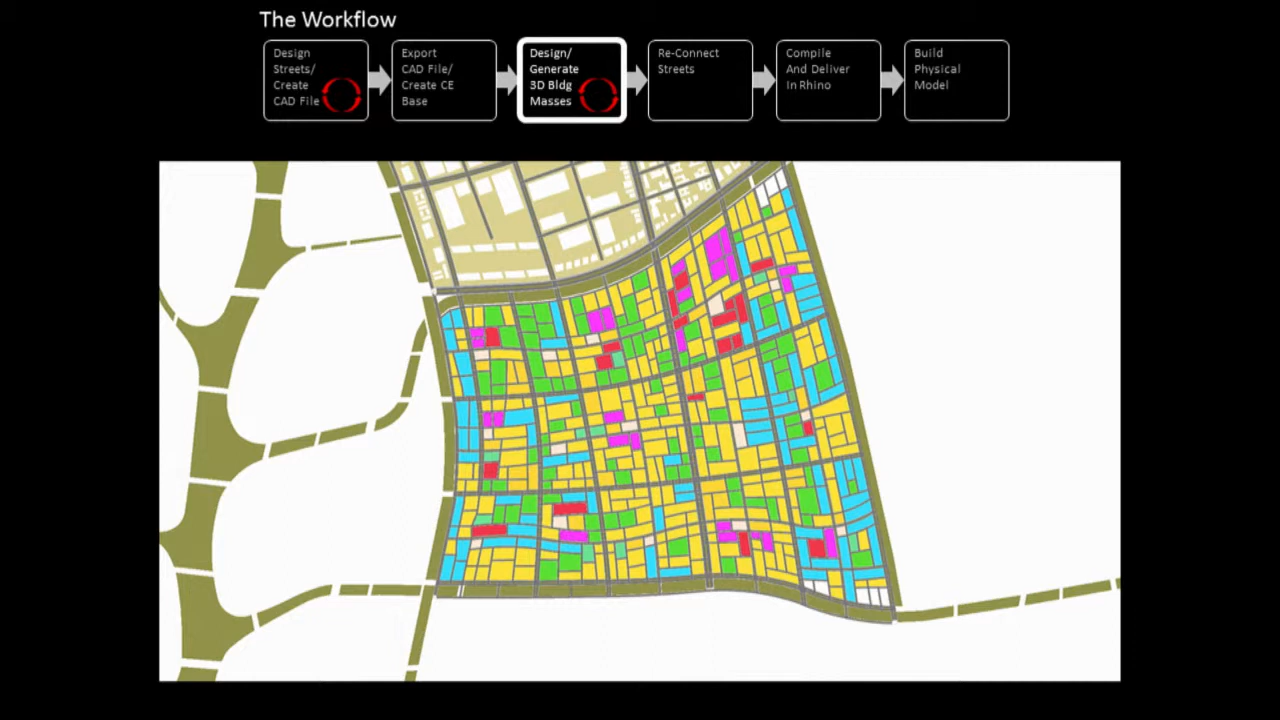 The Workflow
Design
Streets/
Create
CAD File
Export
CAD File/
Create CE
Base
Design/
Generate
3D Bldg
Masses
Re-Connect
Streets
Compile
And Deliver
In Rhino
Build
Physical
Model